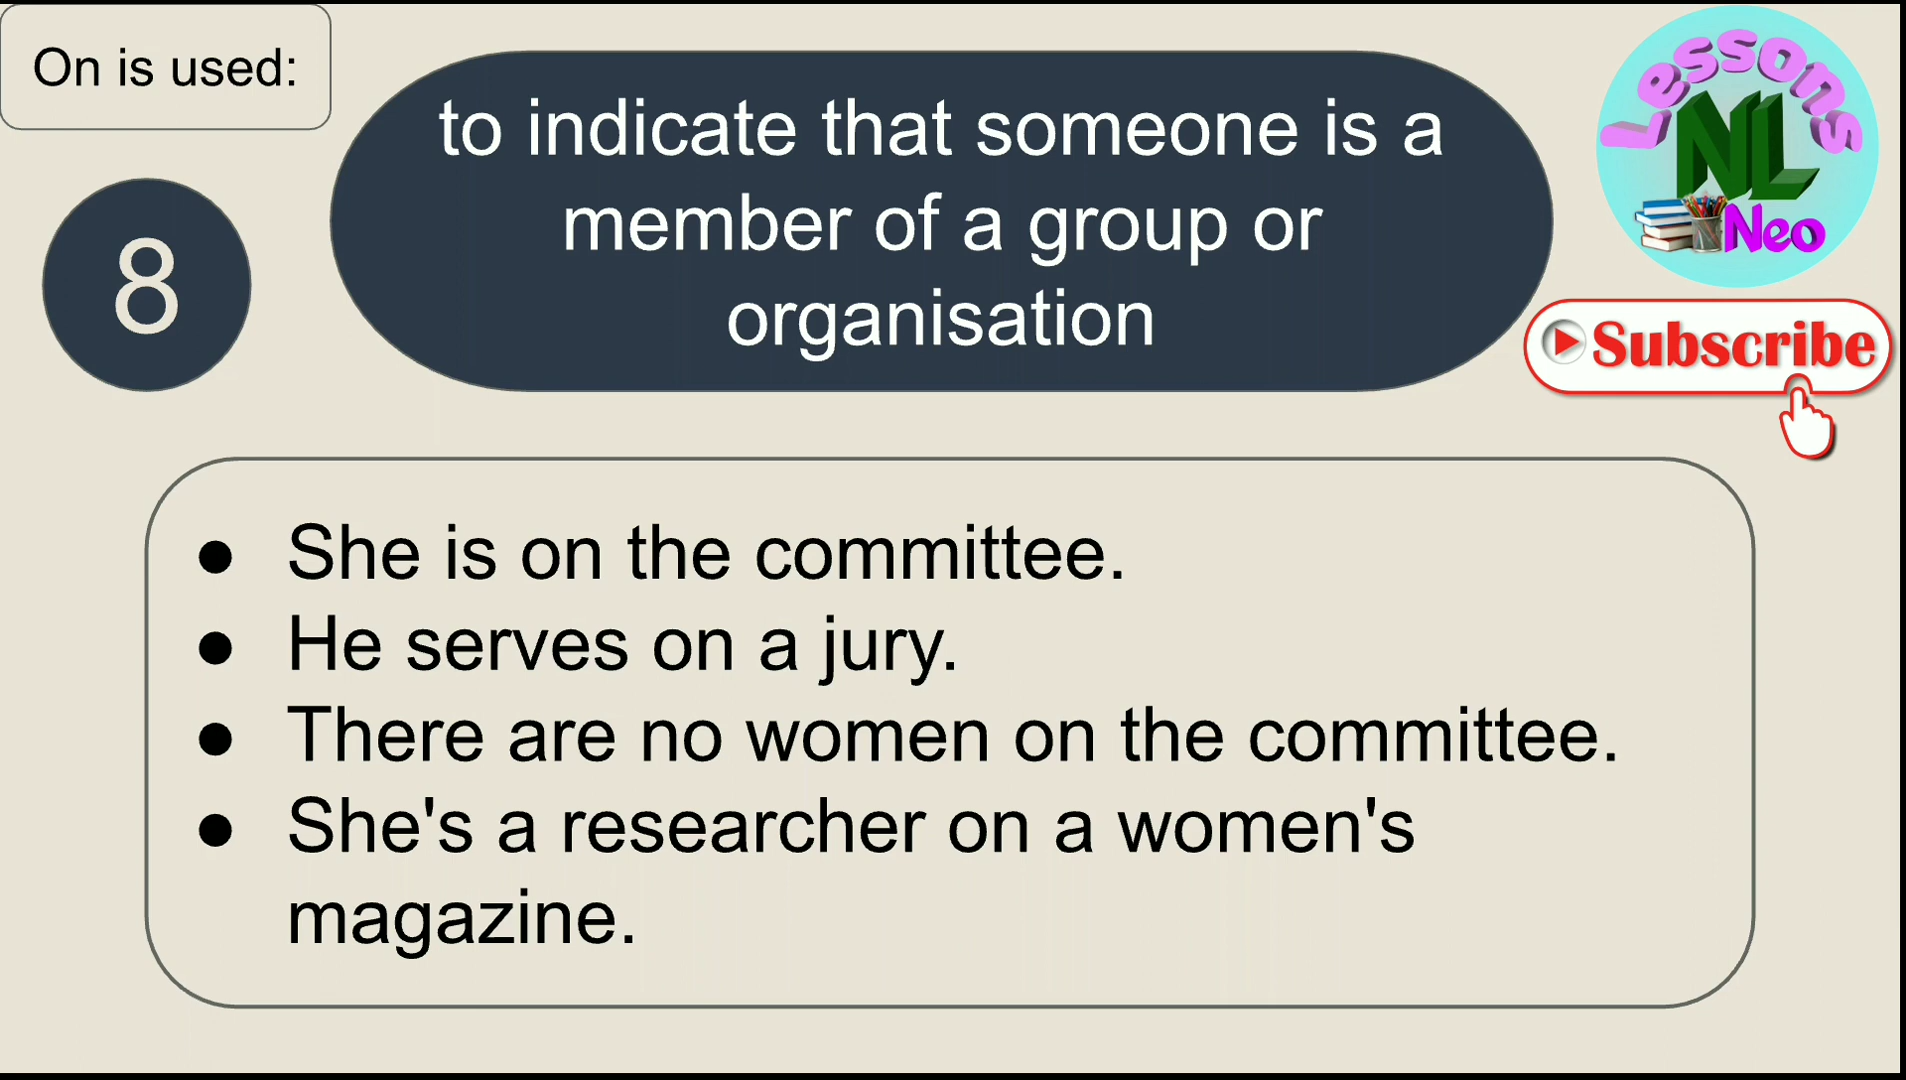 On is used:
to indicate that someone is a
member of a group or
organisation
8
Lessons
NL
Neo
Subscribe
● She is on the committee.
● He serves on a jury.
● There are no women on the committee.
● She's a researcher on a women's
magazine.